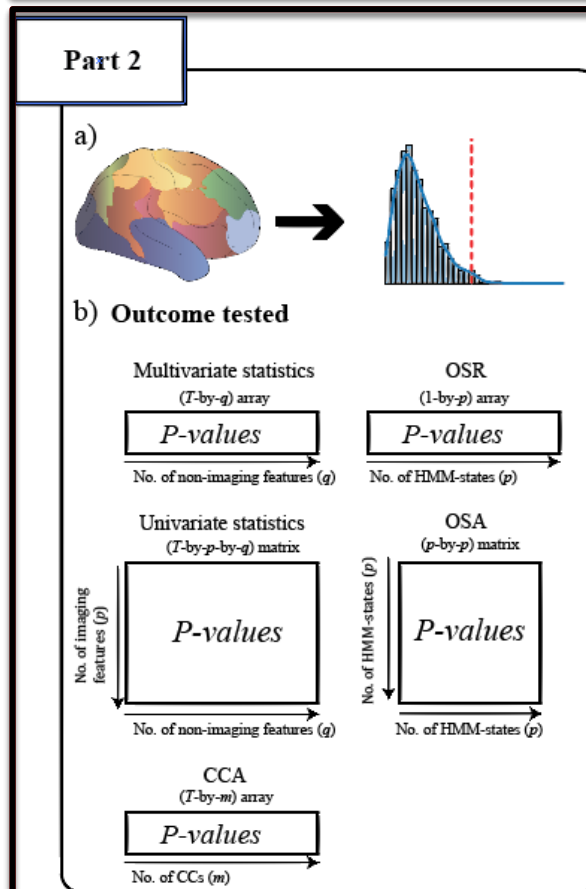 Part 2
a)
b) Outcome tested
Multivariate statistics
(T-by-q) array
P-values
No. of non-imaging features (q)
OSR
(1-by-p) array
P-values
No. of HMM-states (p)
Univariate statistics
(T-by-p-by-q) matrix
No. of imaging
features (p)
P-values
No. of non-imaging features (q)
OSA
(p-by-p) matrix
No. of HMM-states (p)
P-values
No. of HMM-states (p)
CCA
(T-by-m) array
P-values
No. of CCs (m)